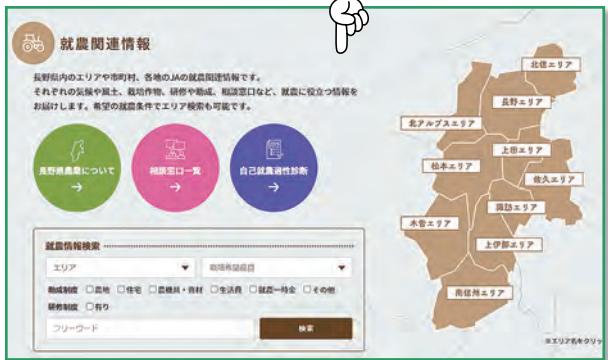 就農関連情報
長野県内のエリアや市町村、各地のJAの就農関連情報です。
それぞれの気候や風土、栽培作物、研修や助成、相談窓口など、就農に役立つ情報を
お届けします。希望の就農条件でエリア検索も可能です。
長野県農業について
→
相談窓口一覧
→
自己就農適性診断
→
就農情報検索
エリア ▼
栽培希望品目 ▼
助成制度 □農地 □住宅 □農機具・資材 □生活費 □就農一時金 □その他
研修制度 □有り
フリーワード
検索
北信エリア
長野エリア
北アルプスエリア
上田エリア
松本エリア
佐久エリア
諏訪エリア
木曽エリア
上伊那エリア
南信州エリア
※エリア名をクリッ